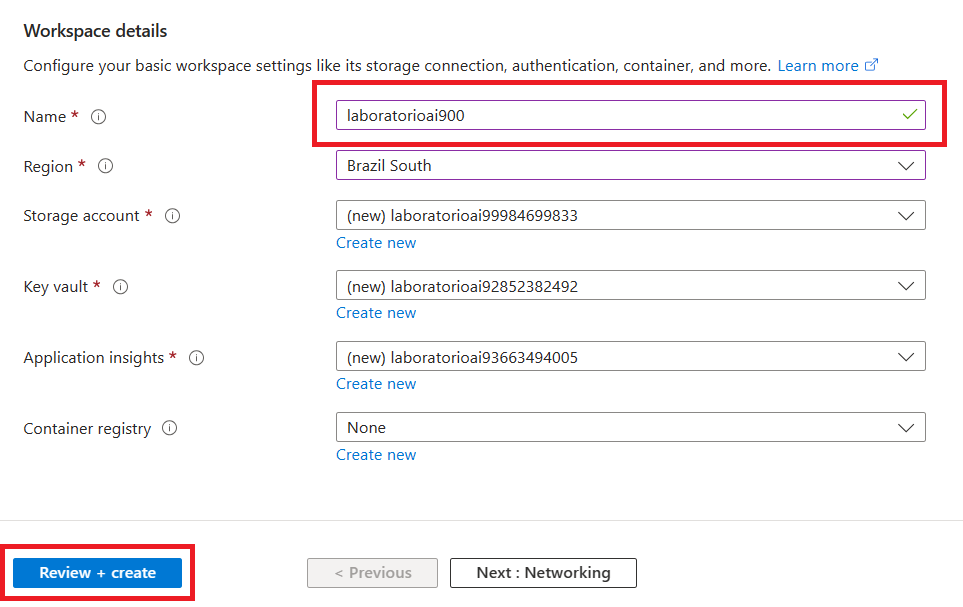 Workspace details
Configure your basic workspace settings like its storage connection, authentication, container, and more. Learn more
Name * laboratorioai900
Region * Brazil South
Storage account * (new) laboratorioai99984699833
Create new
Key vault * (new) laboratorioai92852382492
Create new
Application insights * (new) laboratorioai93663494005
Create new
Container registry None
Create new
Review + create < Previous Next : Networking